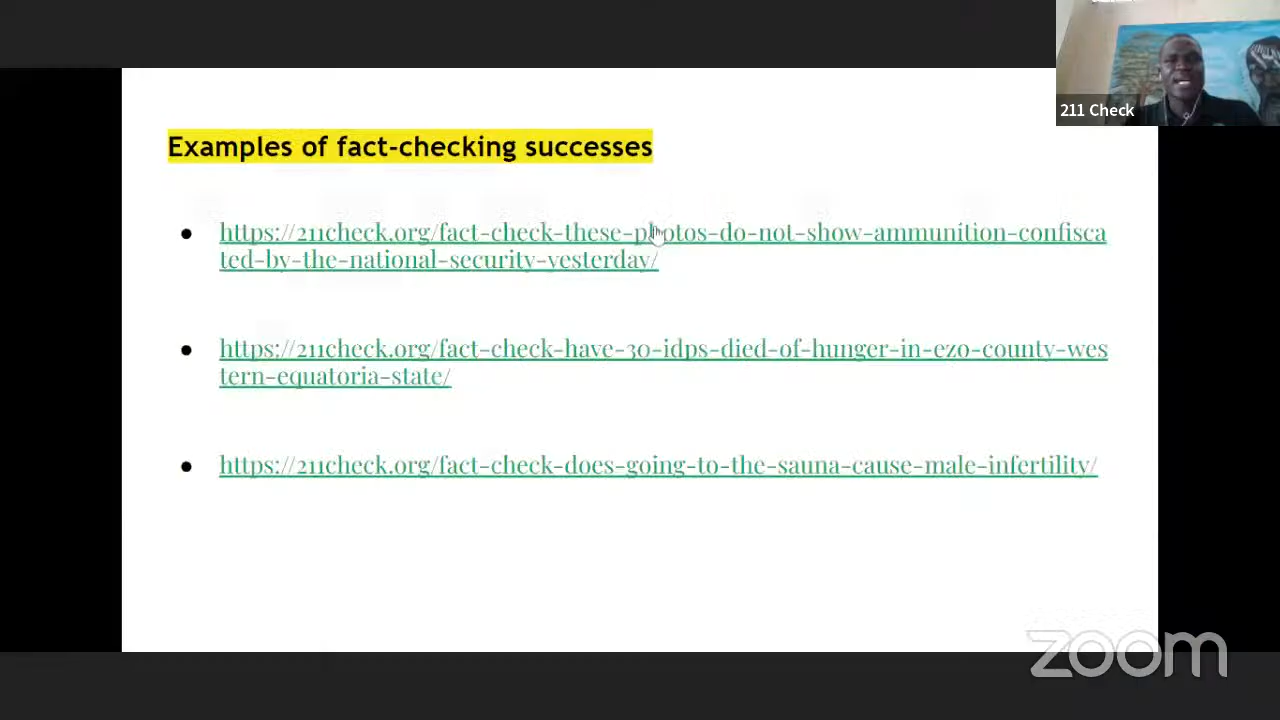 211 Check
Examples of fact-checking successes
● https://211check.org/fact-check-these-photos-do-not-show-ammunition-confisca
ted-by-the-national-security-yesterday/
● https://211check.org/fact-check-have-30-idps-died-of-hunger-in-ezo-county-wes
tern-equatoria-state/
● https://211check.org/fact-check-does-going-to-the-sauna-cause-male-infertility/
zoom